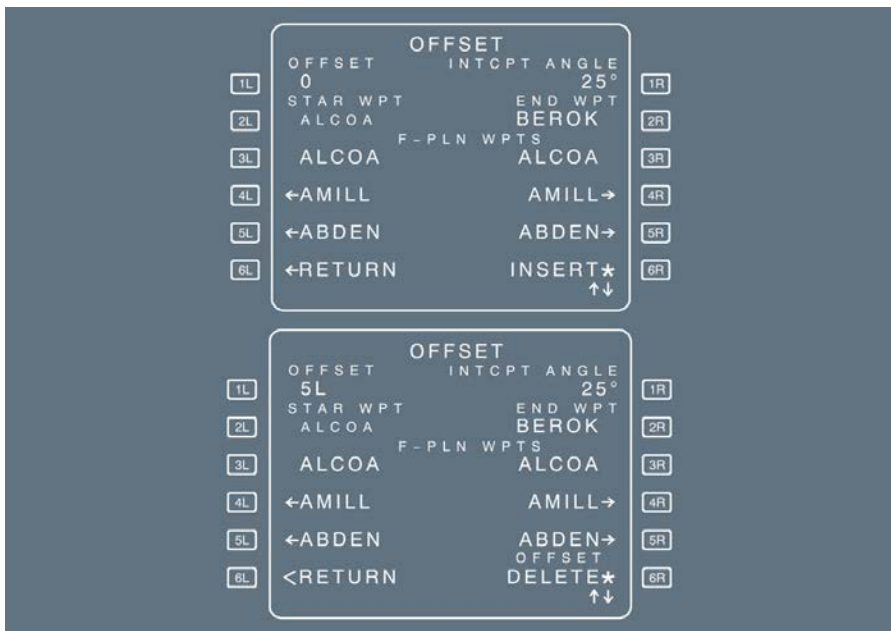 OFFSET
OFFSET INTCPT ANGLE
1L 0 25° 1R
STAR WPT END WPT
2L ALCOA BEROK 2R
F-PLN WPTS
3L ALCOA ALCOA 3R
4L ←AMILL AMILL→ 4R
5L ←ABDEN ABDEN→ 5R
6L ←RETURN INSERT* 6R
↑↓
OFFSET
OFFSET INTCPT ANGLE
1L 5L 25° 1R
STAR WPT END WPT
2L ALCOA BEROK 2R
F-PLN WPTS
3L ALCOA ALCOA 3R
4L ←AMILL AMILL→ 4R
5L ←ABDEN ABDEN→ 5R
OFFSET
6L <RETURN DELETE* 6R
↑↓